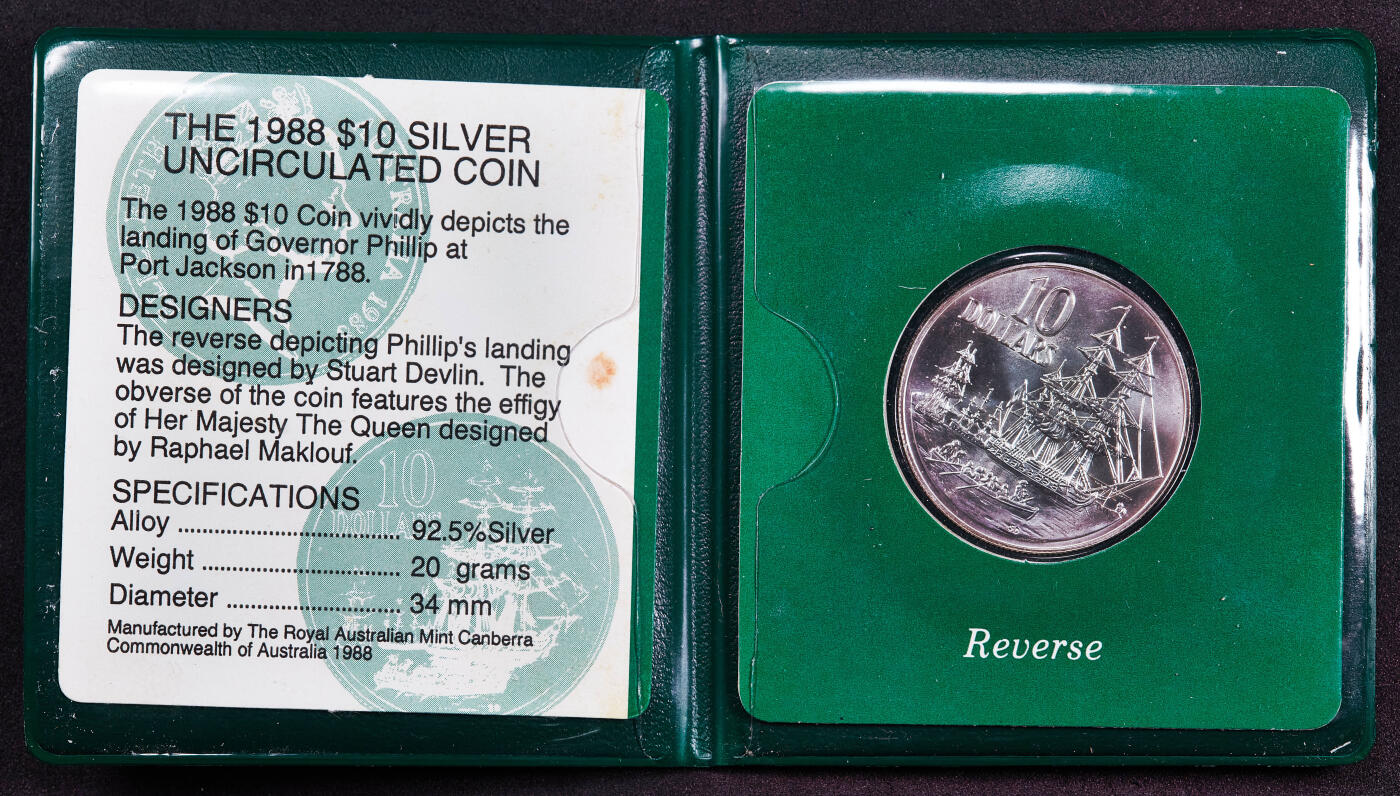 THE 1988 $10 SILVER
UNCIRCULATED COIN
The 1988 $10 Coin vividly depicts the
landing of Governor Phillip at
Port Jackson in1788.
DESIGNERS
The reverse depicting Phillip's landing
was designed by Stuart Devlin. The
obverse of the coin features the effigy
of Her Majesty The Queen designed
by Raphael Maklouf.
SPECIFICATIONS
Alloy .................................... 92.5%Silver
Weight ................................ 20 grams
Diameter ............................ 34 mm
Manufactured by The Royal Australian Mint Canberra
Commonwealth of Australia 1988
10
DOLLARS
10
DOLLARS
Reverse